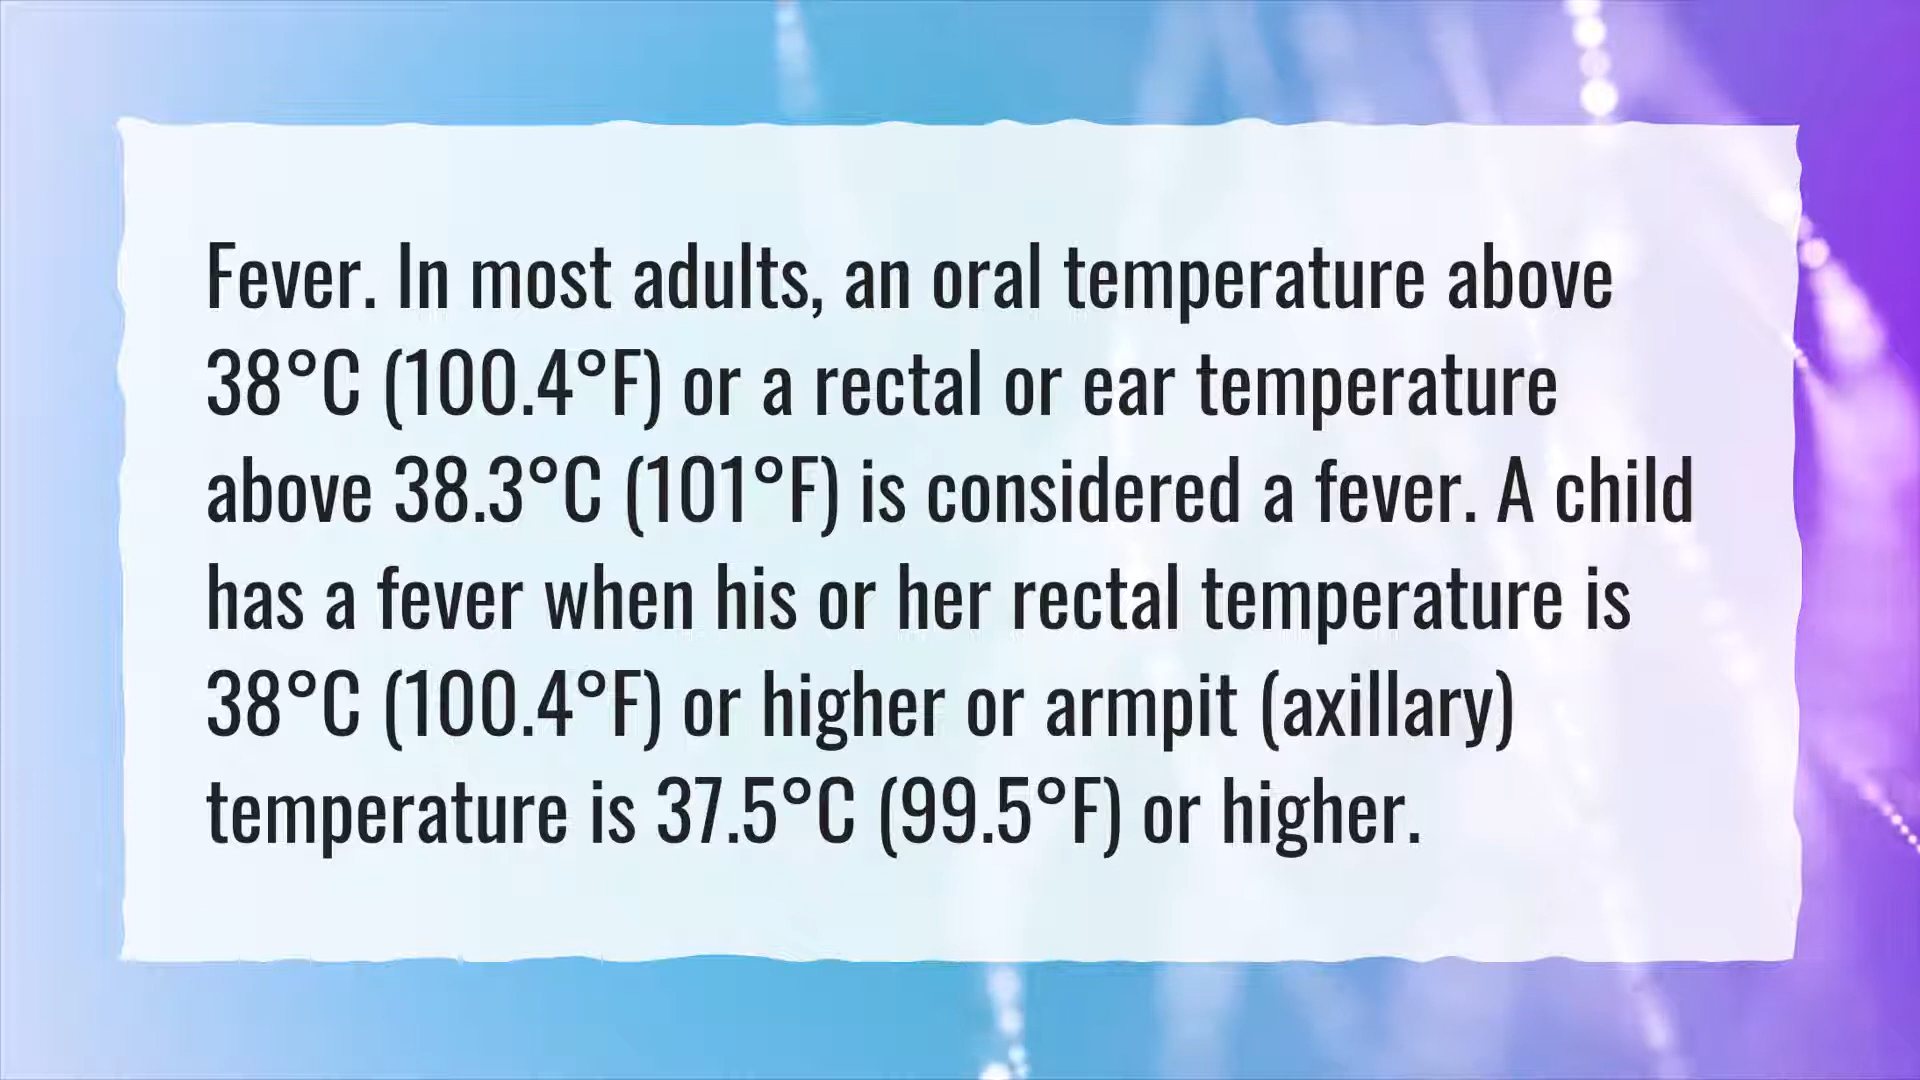 Fever. In most adults, an oral temperature above
38°C (100.4°F) or a rectal or ear temperature
above 38.3°C (101°F) is considered a fever. A child
has a fever when his or her rectal temperature is
38°C (100.4°F) or higher or armpit (axillary)
temperature is 37.5°C (99.5°F) or higher.